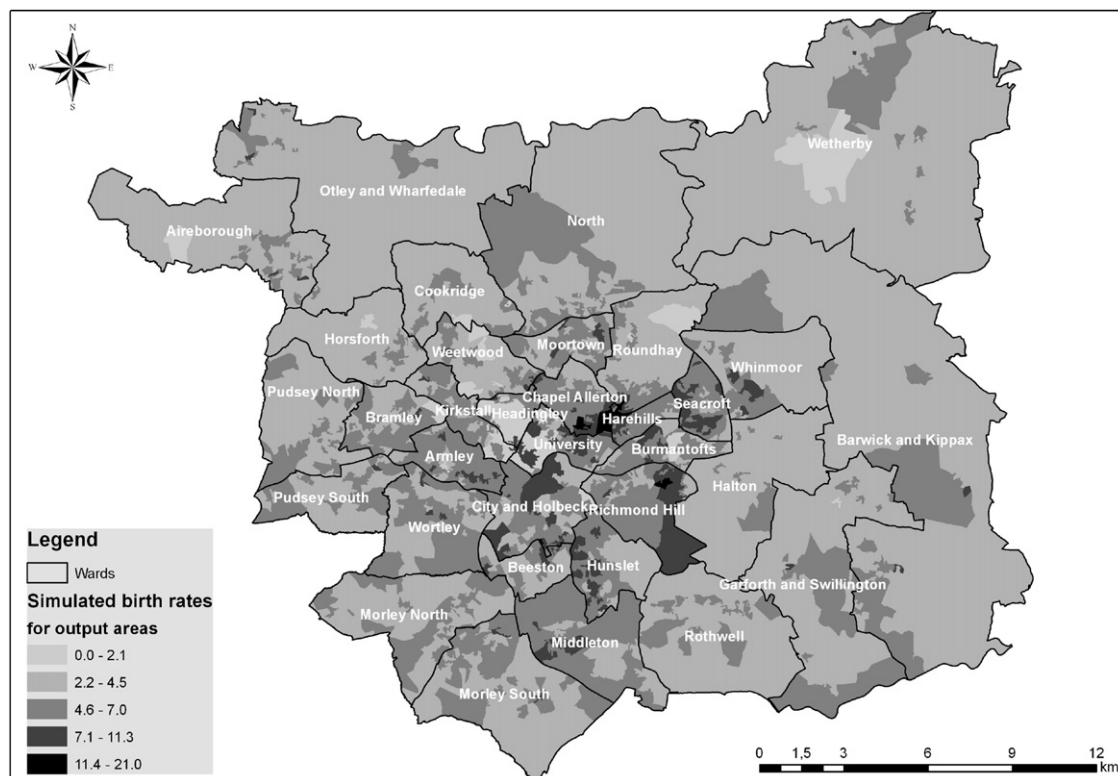 N
W E
S
Wetherby
Otley and Wharfedale
North
Aireborough
Cookridge
Horsforth
Weetwood
Moortown
Roundhay
Whinmoor
Pudsey North
Chapel Allerton
Seacroft
Bramley
Kirkstall
Headingley
Harehills
University
Burmantofts
Barwick and Kippax
Armley
Halton
Pudsey South
City and Holbeck
Richmond Hill
Wortley
Beeston
Hunslet
Garforth and Swillington
Morley North
Middleton
Rothwell
Morley South
Legend
Wards
Simulated birth rates
for output areas
0.0 - 2.1
2.2 - 4.5
4.6 - 7.0
7.1 - 11.3
11.4 - 21.0
0 1,5 3 6 9 12
km